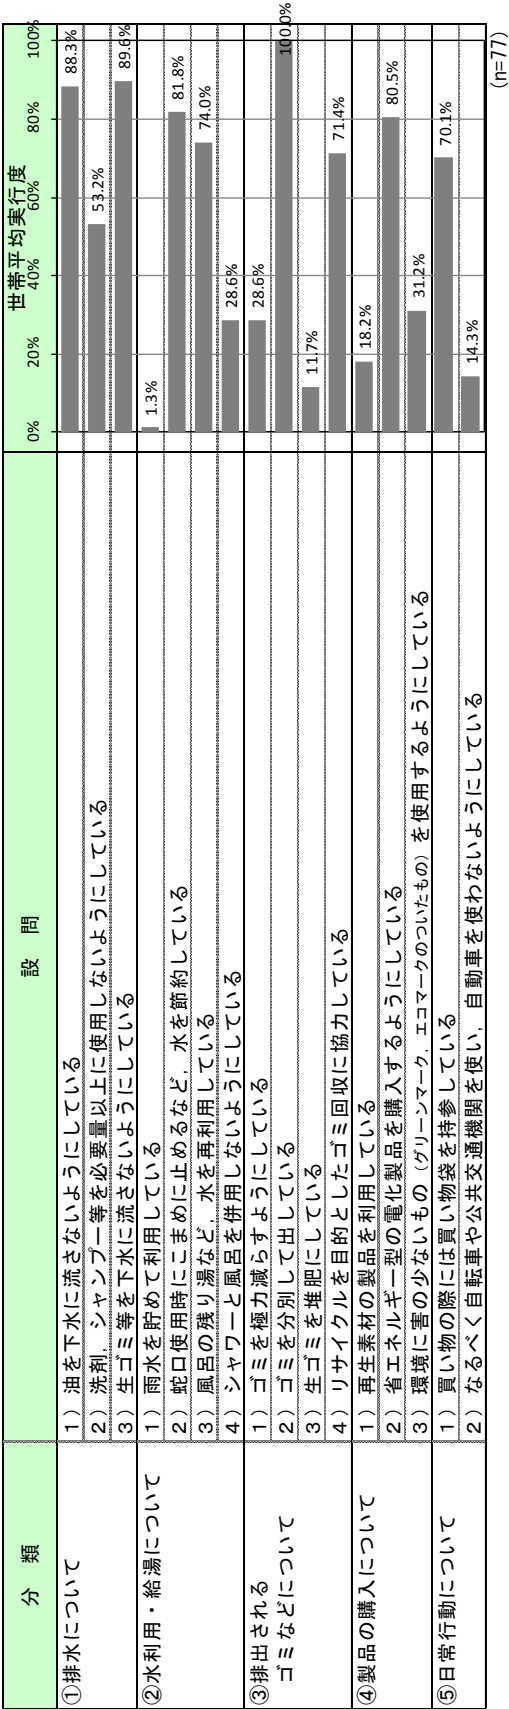 分　類
設　問
世帯平均実行度
0%
20%
40%
60%
80%
100%
①排水について
1）油を下水に流さないようにしている
88.3%
2）洗剤，シャンプー等を必要量以上に使用しないようにしている
53.2%
3）生ゴミ等を下水に流さないようにしている
89.6%
②水利用・給湯について
1）雨水を貯めて利用している
1.3%
2）蛇口使用時にこまめに止めるなど，水を節約している
81.8%
3）風呂の残り湯など，水を再利用している
74.0%
4）シャワーと風呂を併用しないようにしている
28.6%
③排出される
ゴミなどについて
1）ゴミを極力減らすようにしている
28.6%
2）ゴミを分別して出している
100.0%
3）生ゴミを堆肥にしている
11.7%
4）リサイクルを目的としたゴミ回収に協力している
71.4%
④製品の購入について
1）再生素材の製品を利用している
18.2%
2）省エネルギー型の電化製品を購入するようにしている
80.5%
3）環境に害の少ないもの（グリーンマーク，エコマークのついたもの）を使用するようにしている
31.2%
⑤日常行動について
1）買い物の際には買い物袋を持参している
70.1%
2）なるべく自転車や公共交通機関を使い，自動車を使わないようにしている
14.3%
(n=77)